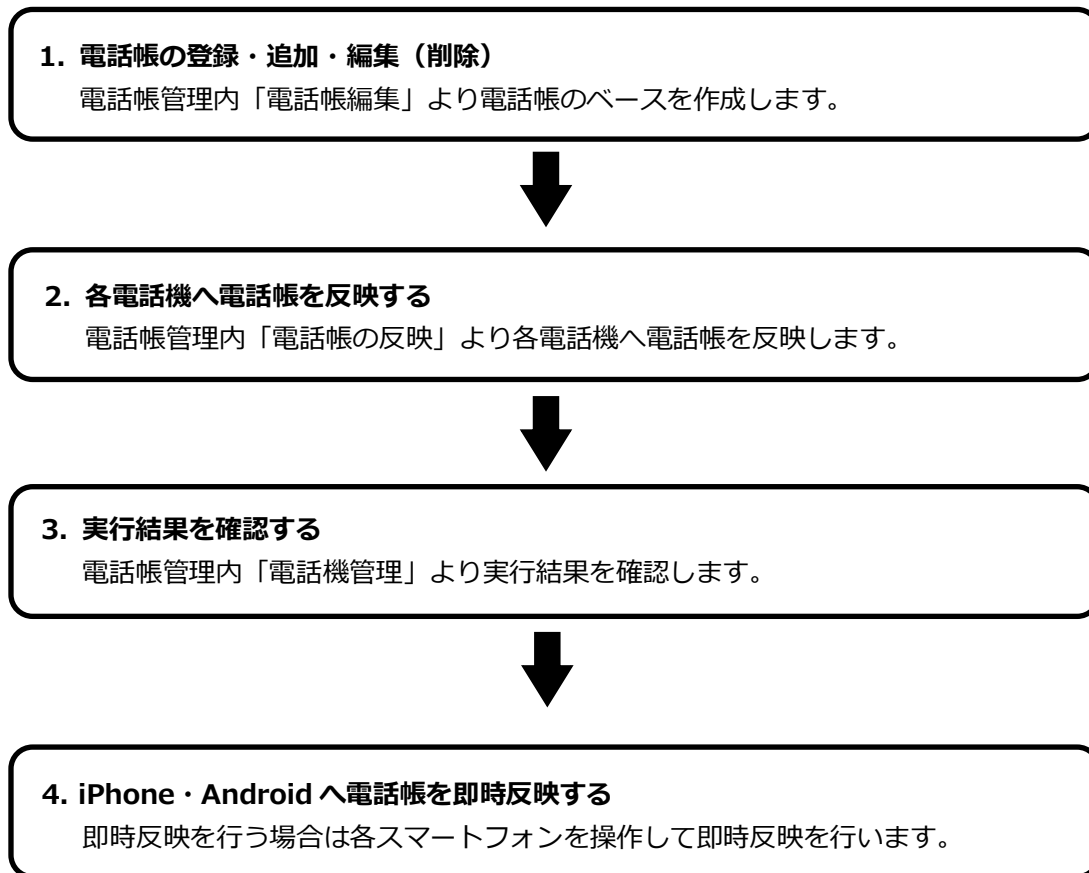 1. 電話帳の登録・追加・編集（削除）
電話帳管理内「電話帳編集」より電話帳のベースを作成します。
2. 各電話機へ電話帳を反映する
電話帳管理内「電話帳の反映」より各電話機へ電話帳を反映します。
3. 実行結果を確認する
電話帳管理内「電話機管理」より実行結果を確認します。
4. iPhone・Android へ電話帳を即時反映する
即時反映を行う場合は各スマートフォンを操作して即時反映を行います。